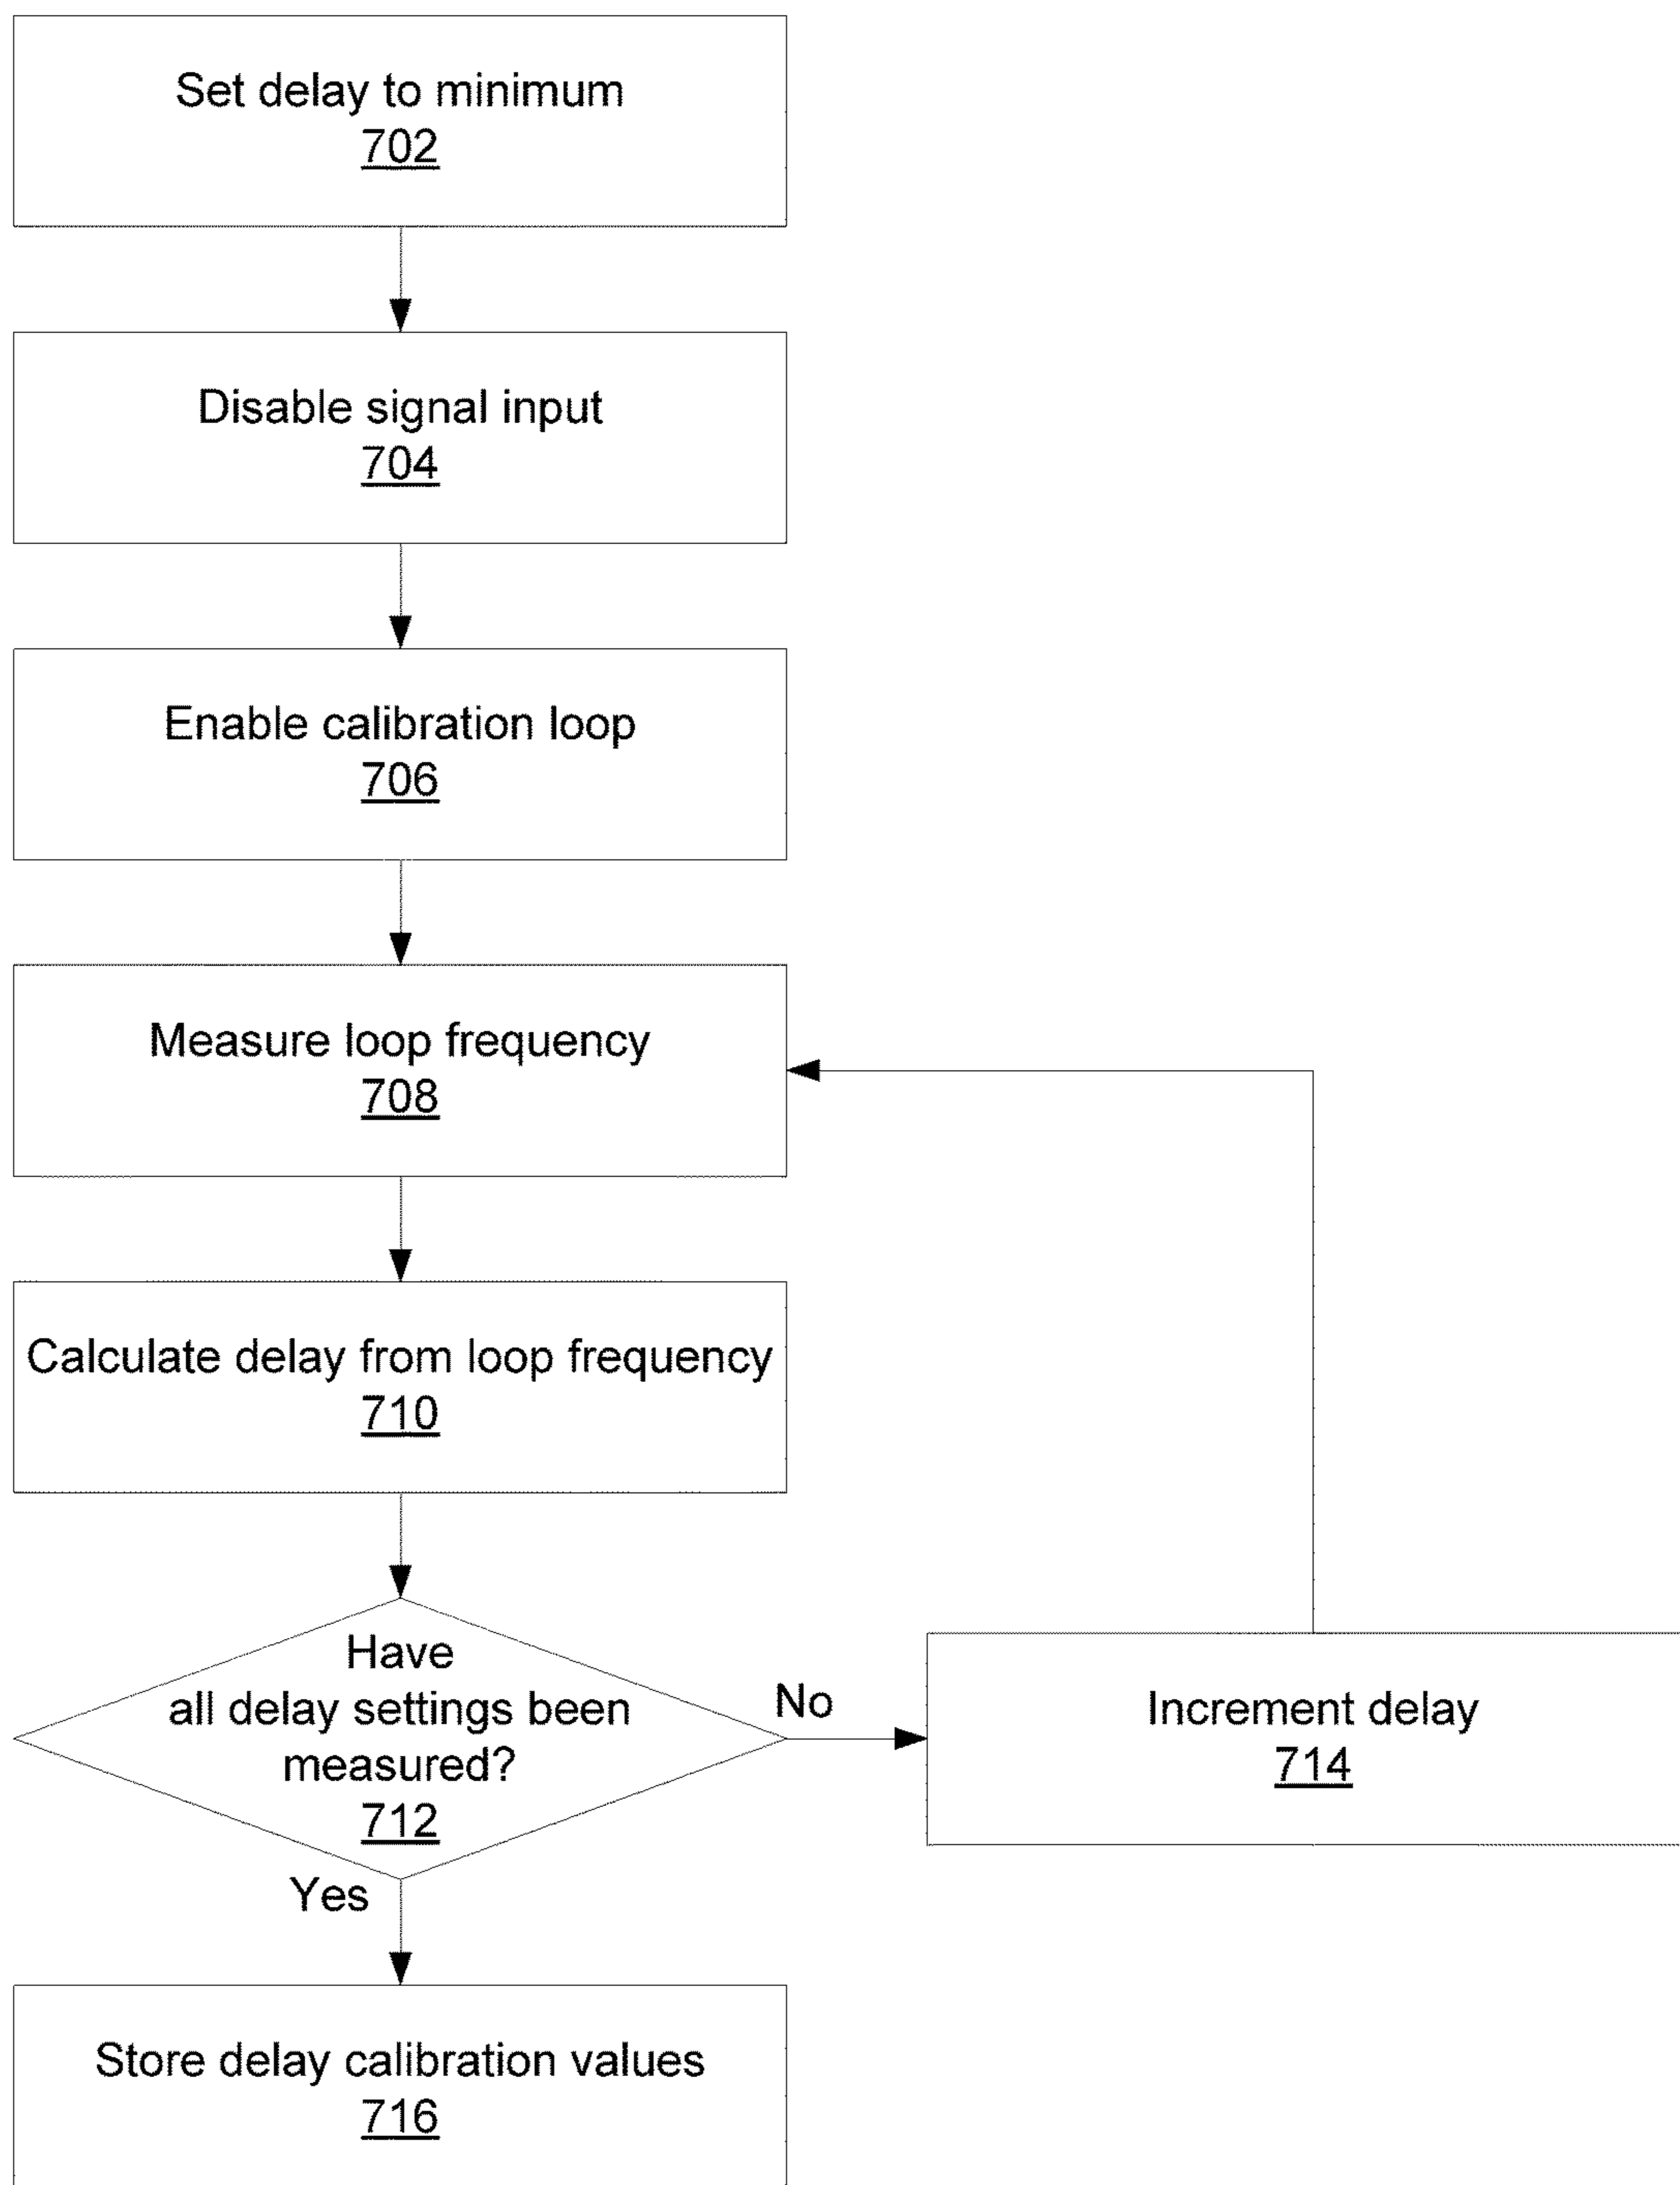 Set delay to minimum
702
Disable signal input
704
Enable calibration loop
706
Measure loop frequency
708
Calculate delay from loop frequency
710
Have
all delay settings been
measured?
712
No
Increment delay
714
Yes
Store delay calibration values
716